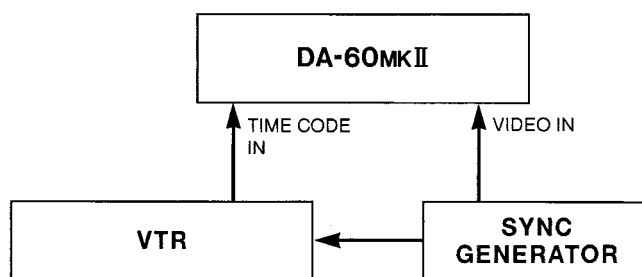 DA-60MKⅡ
TIME CODE
IN
VIDEO IN
VTR
SYNC
GENERATOR